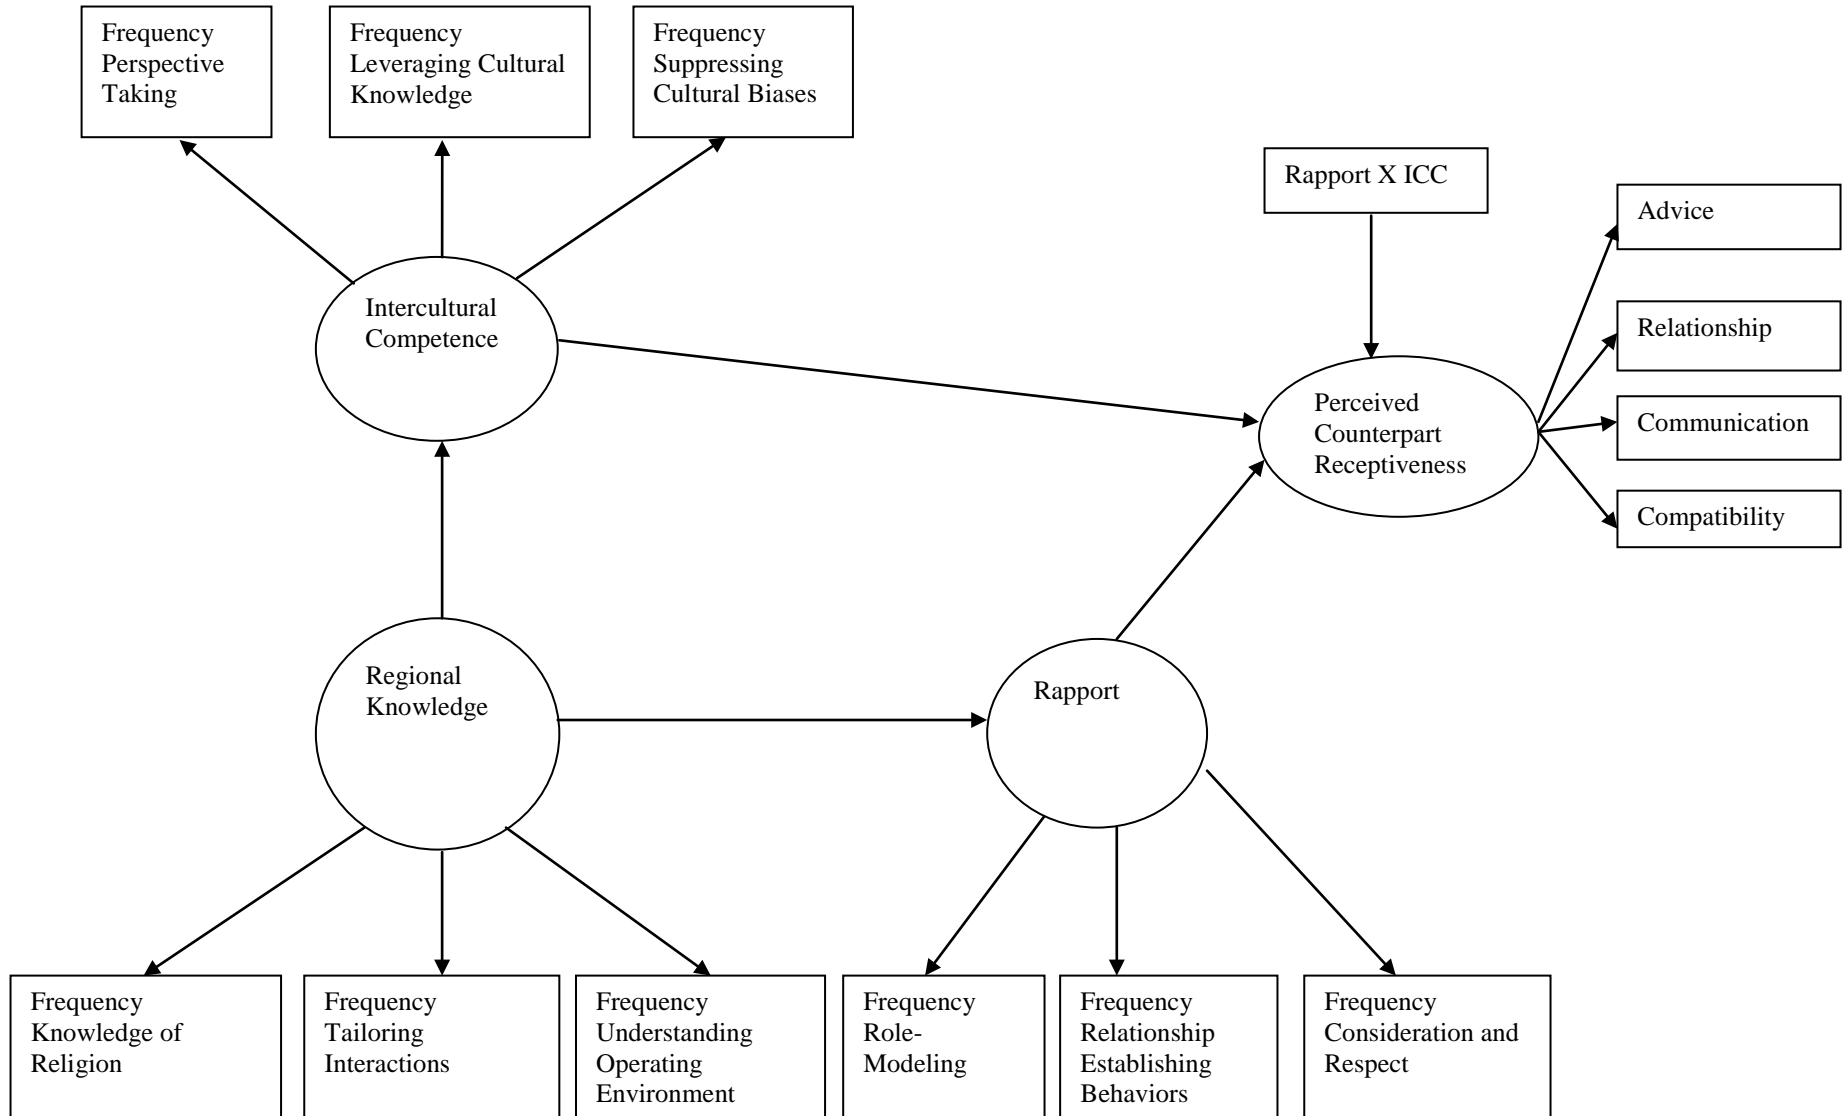 Frequency
Perspective
Taking
Frequency
Leveraging Cultural
Knowledge
Frequency
Suppressing
Cultural Biases
Rapport X ICC
Advice
Relationship
Communication
Compatibility
Intercultural
Competence
Perceived
Counterpart
Receptiveness
Regional
Knowledge
Rapport
Frequency
Knowledge of
Religion
Frequency
Tailoring
Interactions
Frequency
Understanding
Operating
Environment
Frequency
Role-
Modeling
Frequency
Relationship
Establishing
Behaviors
Frequency
Consideration and
Respect